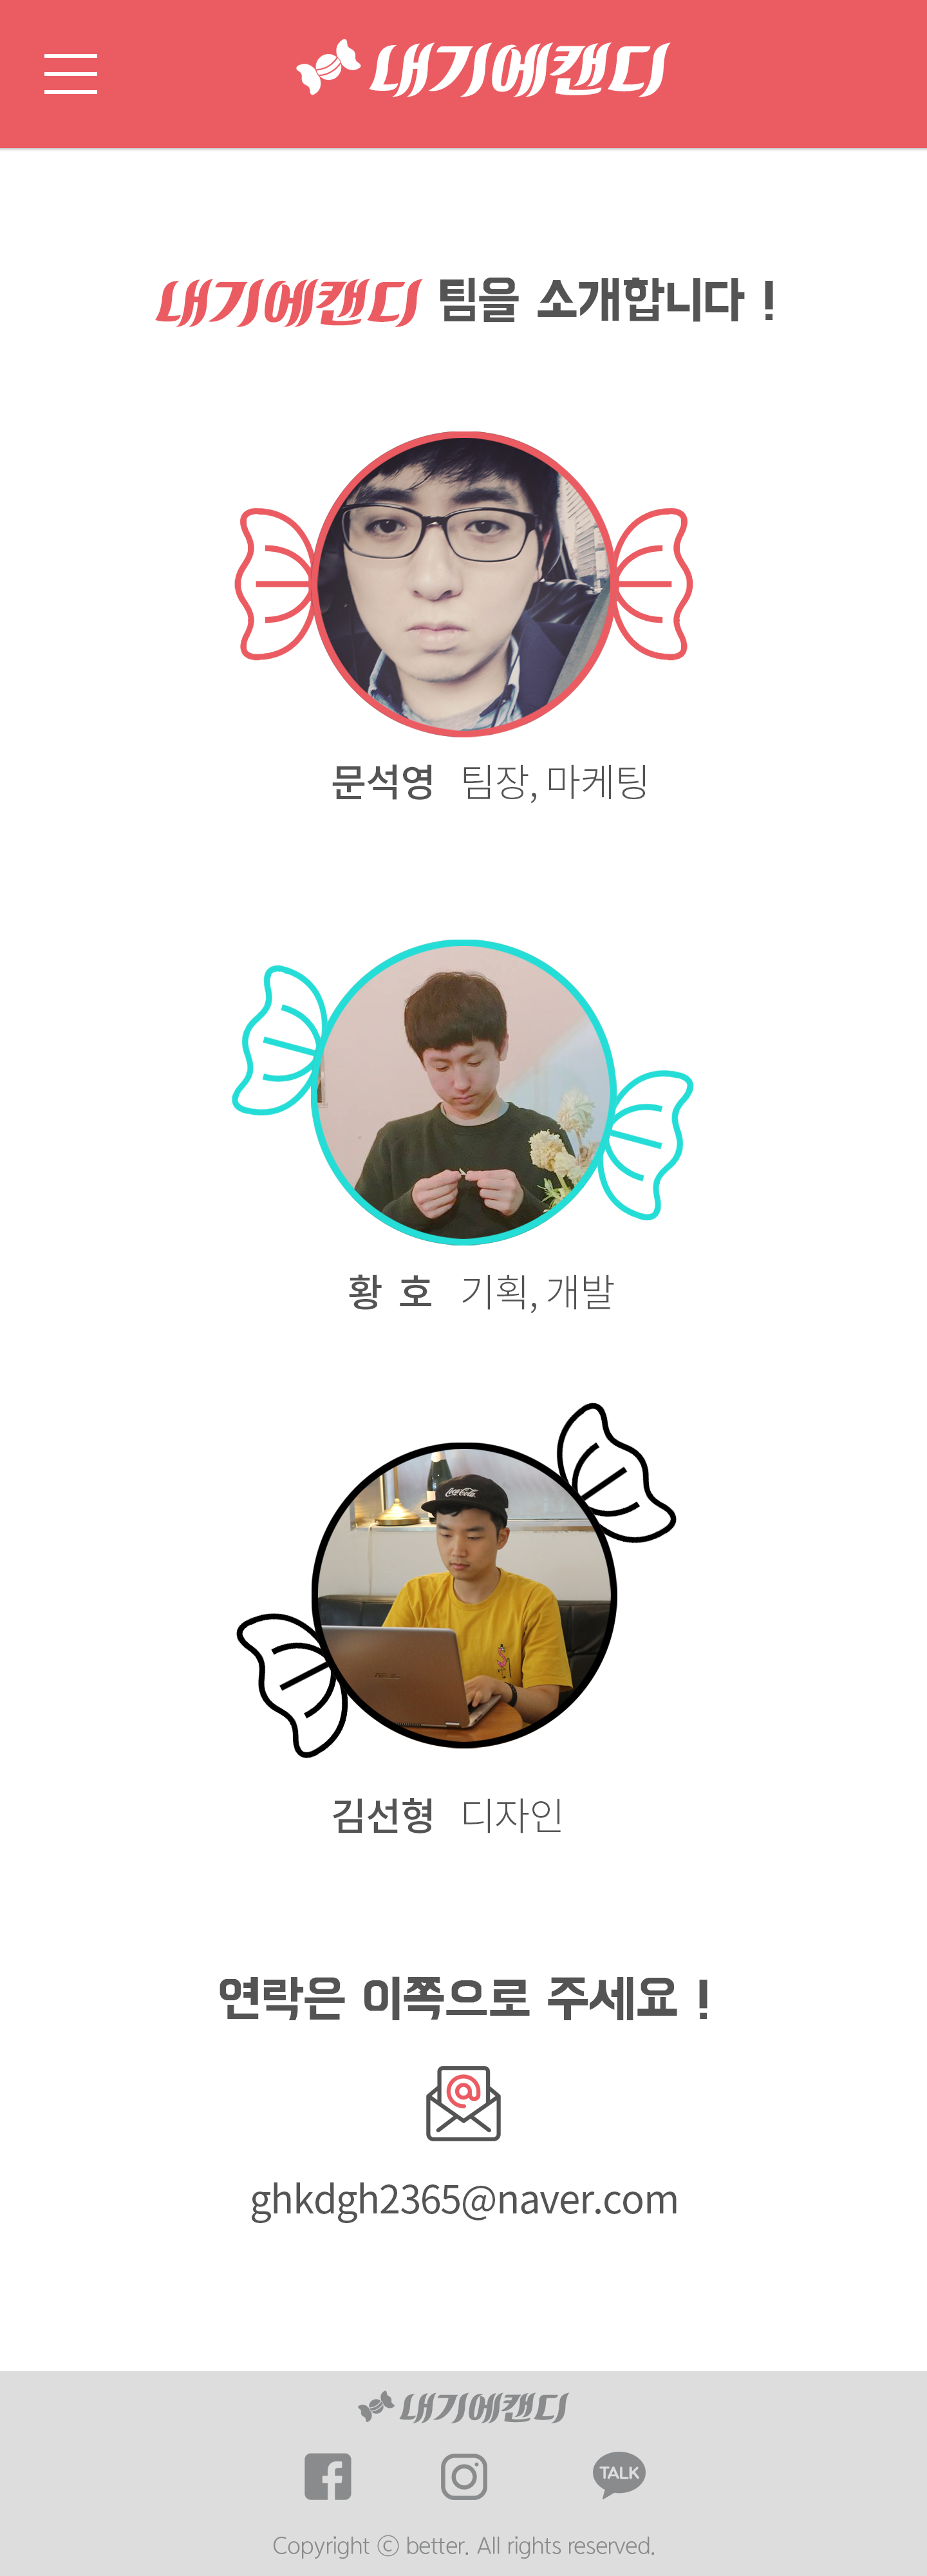 내기에캔디
내기에캔디 팀을 소개합니다 !
문석영 팀장, 마케팅
황 호 기획, 개발
Coca-Cola
ASUS
김선형 디자인
연락은 이쪽으로 주세요 !
@
ghkdgh2365@naver.com
내기에캔디
TALK
Copyright ⓒ better. All rights reserved.